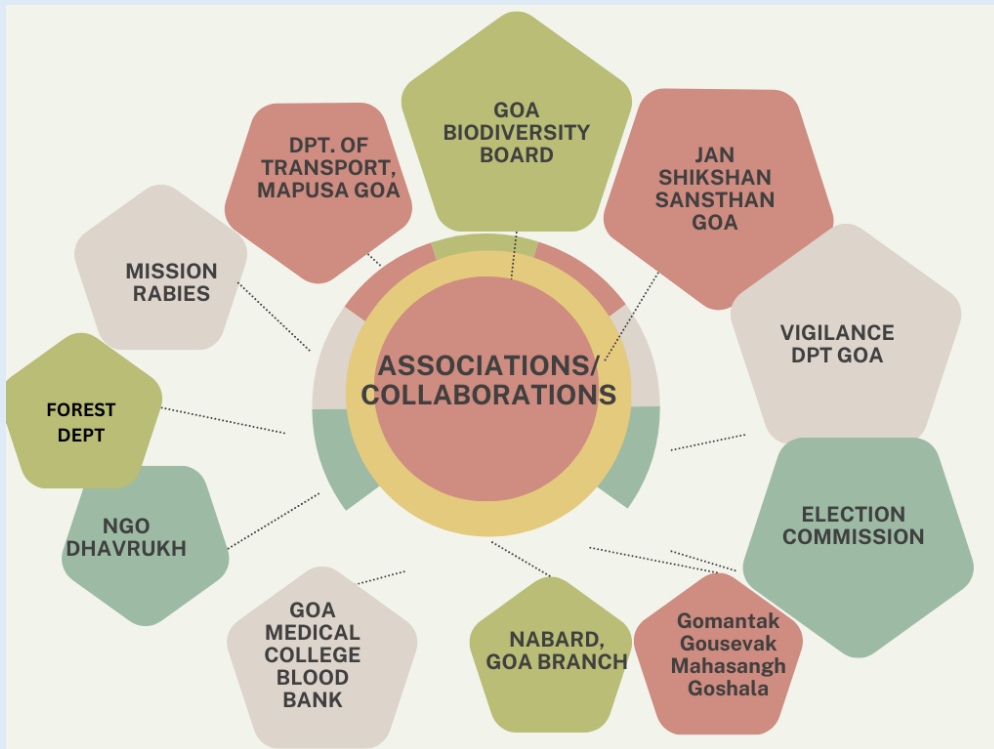 GOA
BIODIVERSITY
BOARD
DPT. OF
TRANSPORT,
MAPUSA GOA
JAN
SHIKSHAN
SANSTHAN
GOA
MISSION
RABIES
VIGILANCE
DPT GOA
ASSOCIATIONS/
COLLABORATIONS
FOREST
DEPT
NGO
DHAVRUKH
ELECTION
COMMISSION
GOA
MEDICAL
COLLEGE
BLOOD
BANK
NABARD,
GOA BRANCH
Gomantak
Gousevak
Mahasangh
Goshala